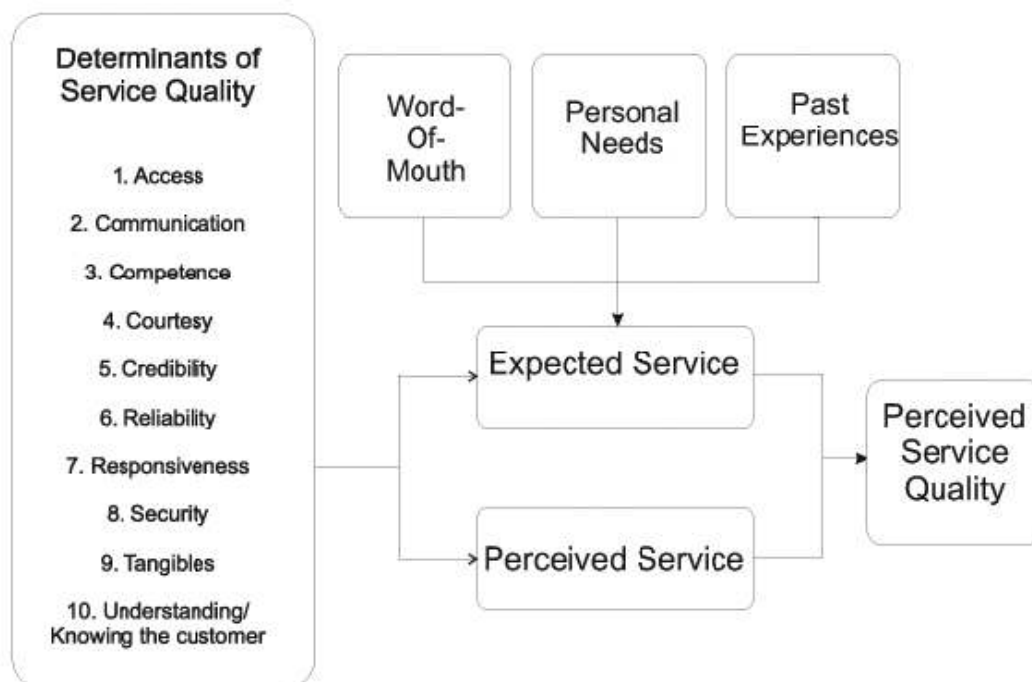 Determinants of
Service Quality
1. Access
2. Communication
3. Competence
4. Courtesy
5. Credibility
6. Reliability
7. Responsiveness
8. Security
9. Tangibles
10. Understanding/
Knowing the customer
Word-
Of-
Mouth
Personal
Needs
Past
Experiences
Expected Service
Perceived Service
Perceived
Service
Quality